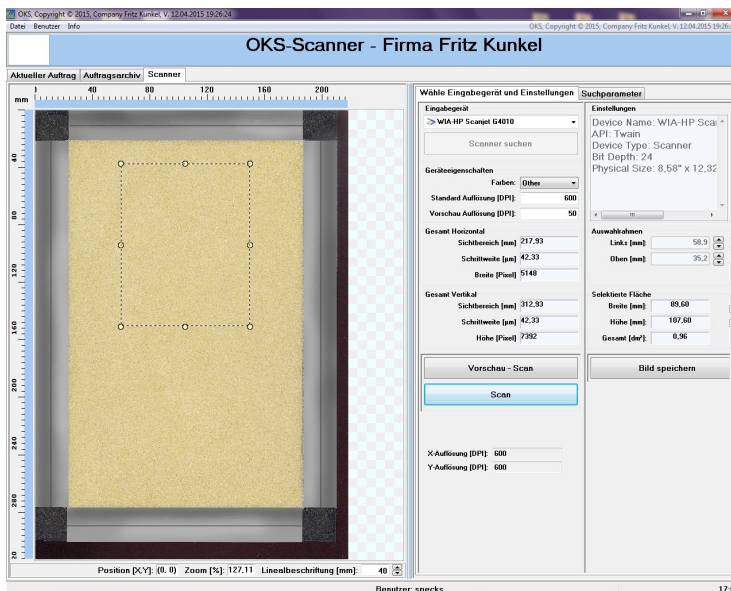 OKS, Copyright © 2015, Company Fritz Kunkel, V. 12.04.2015 19:26:24
Datei Benutzer Info
OKS, Copyright © 2015, Company Fritz Kunkel, V. 12.04.2015 19:26:
OKS-Scanner - Firma Fritz Kunkel
Aktueller Auftrag Auftragsarchiv Scanner
mm 1 40 80 120 160 200
40
80
120
160
200
240
280
20
Position [X,Y]: (0, 0) Zoom [%]: 127,11 Linealbeschriftung [mm]: 40
Wähle Eingabegerät und Einstellungen Suchparameter
Eingabegerät
WIA-HP Scanjet G4010
Scanner suchen
Geräteeigenschaften
Farben: Other
Standard Auflösung [DPI]: 600
Vorschau Auflösung [DPI]: 50
Gesamt Horizontal
Sichtbereich [mm] 217,93
Schrittweite [µm] 42,33
Breite [Pixel] 5148
Gesamt Vertikal
Sichtbereich [mm] 312,93
Schrittweite [µm] 42,33
Höhe [Pixel] 7392
Vorschau - Scan
Scan
X-Auflösung [DPI]: 600
Y-Auflösung [DPI]: 600
Einstellungen
Device Name: WIA-HP Scan
API: Twain
Device Type: Scanner
Bit Depth: 24
Physical Size: 8,58" x 12,32
Auswahlrahmen
Links [mm]: 58,9
Oben [mm]: 35,2
Selektierte Fläche
Breite [mm]: 89,60
Höhe [mm]: 107,60
Gesamt [dm²]: 0,96
Bild speichern
Benutzer: specks